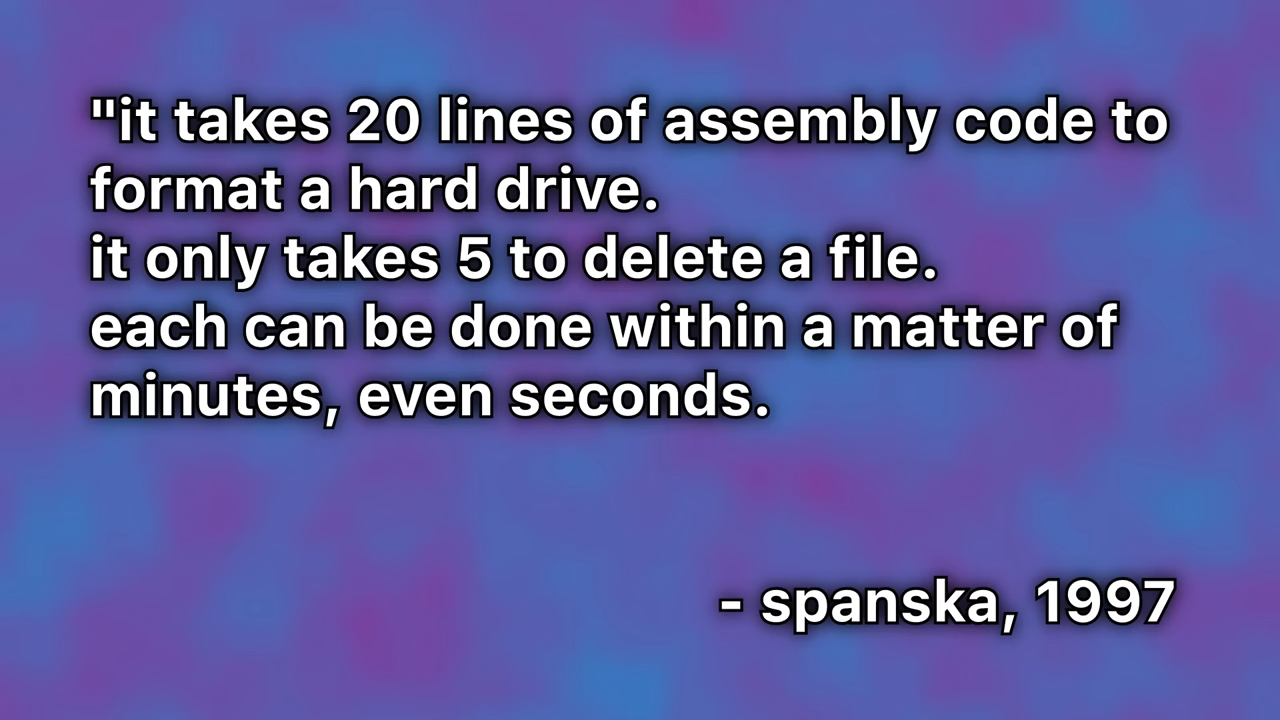 "it takes 20 lines of assembly code to
format a hard drive.
it only takes 5 to delete a file.
each can be done within a matter of
minutes, even seconds.
- spanska, 1997